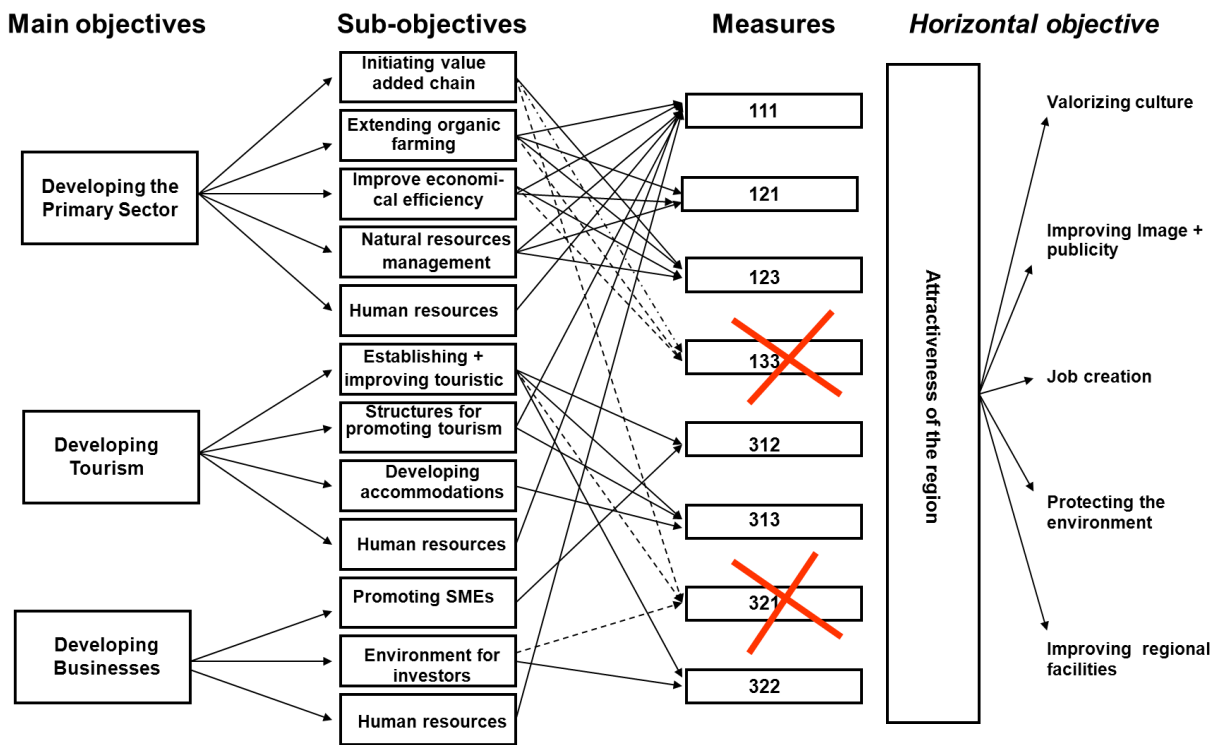 Main objectives
Sub-objectives
Measures
Horizontal objective
Developing the
Primary Sector
Developing
Tourism
Developing
Businesses
Initiating value
added chain
Extending organic
farming
Improve economi-
cal efficiency
Natural resources
management
Human resources
Establishing +
improving touristic
Structures for
promoting tourism
Developing
accommodations
Human resources
Promoting SMEs
Environment for
investors
Human resources
111
121
123
133
312
313
321
322
Attractiveness of the region
Valorizing culture
Improving Image +
publicity
Job creation
Protecting the
environment
Improving regional
facilities